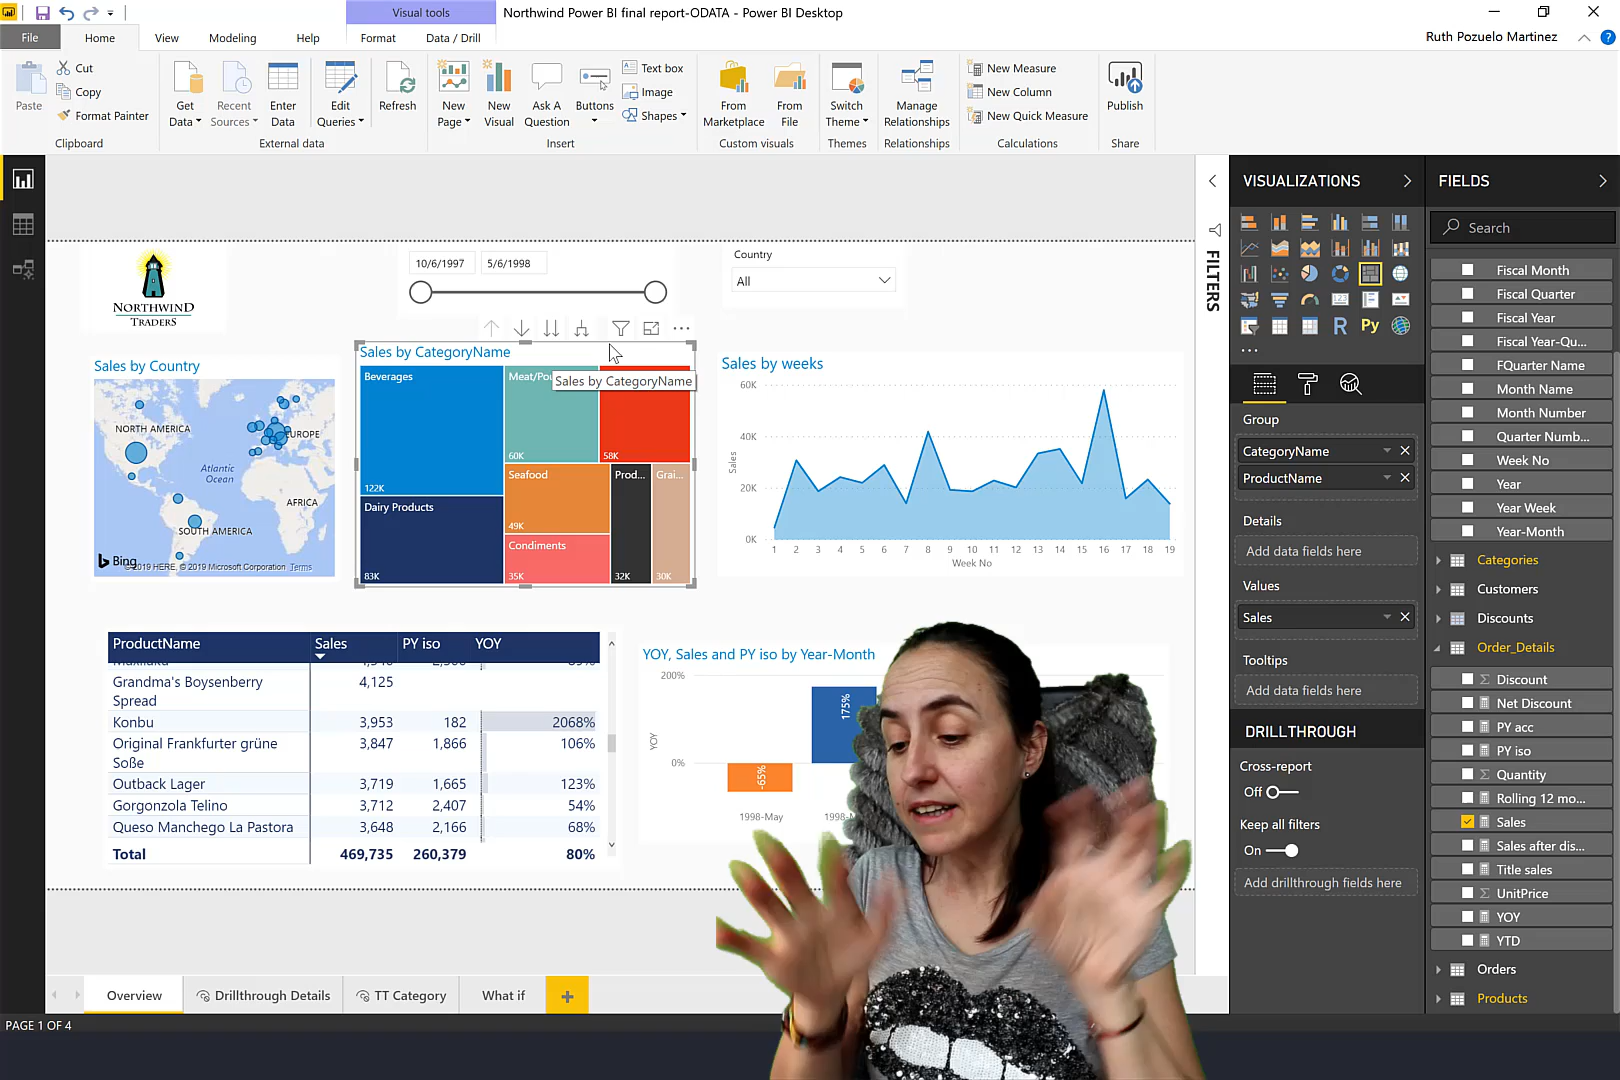 Visual tools
Northwind Power BI final report-ODATA - Power BI Desktop
File
Home
View
Modeling
Help
Format
Data / Drill
Ruth Pozuelo Martinez
Paste
Cut
Copy
Format Painter
Clipboard
Get
Data
Recent
Sources
Enter
Data
Edit
Queries
Refresh
External data
New
Page
New
Visual
Ask A
Question
Buttons
Text box
Image
Shapes
Insert
From
Marketplace
From
File
Custom visuals
Switch
Theme
Themes
Manage
Relationships
Relationships
New Measure
New Column
New Quick Measure
Calculations
Publish
Share
NORTHWIND
TRADERS
10/6/1997
5/6/1998
Country
All
Sales by Country
NORTH AMERICA
EUROPE
Atlantic
Ocean
AFRICA
SOUTH AMERICA
Bing
©2019 HERE, © 2019 Microsoft Corporation Terms
Sales by CategoryName
Sales by CategoryName
Beverages
122K
Dairy Products
83K
Meat/Pou
60K
58K
Seafood
49K
Condiments
35K
Prod...
32K
Grai...
30K
Sales by weeks
60K
40K
20K
0K
Sales
1 2 3 4 5 6 7 8 9 10 11 12 13 14 15 16 17 18 19
Week No
ProductName Sales PY iso YOY
Grandma's Boysenberry
Spread 4,125
Konbu 3,953 182 2068%
Original Frankfurter grüne
Soße 3,847 1,866 106%
Outback Lager 3,719 1,665 123%
Gorgonzola Telino 3,712 2,407 54%
Queso Manchego La Pastora 3,648 2,166 68%
Total 469,735 260,379 80%
YOY, Sales and PY iso by Year-Month
200%
0%
YOY
-65%
175%
1998-May
1998-
FILTERS
VISUALIZATIONS
R
Py
Group
CategoryName
ProductName
Details
Add data fields here
Values
Sales
Tooltips
Add data fields here
DRILLTHROUGH
Cross-report
Off
Keep all filters
On
Add drillthrough fields here
FIELDS
Search
Fiscal Month
Fiscal Quarter
Fiscal Year
Fiscal Year-Qu...
FQuarter Name
Month Name
Month Number
Quarter Numb...
Week No
Year
Year Week
Year-Month
Categories
Customers
Discounts
Order_Details
Discount
Net Discount
PY acc
PY iso
Quantity
Rolling 12 mo...
Sales
Sales after dis...
Title sales
UnitPrice
YOY
YTD
Orders
Products
Overview
Drillthrough Details
TT Category
What if
PAGE 1 OF 4